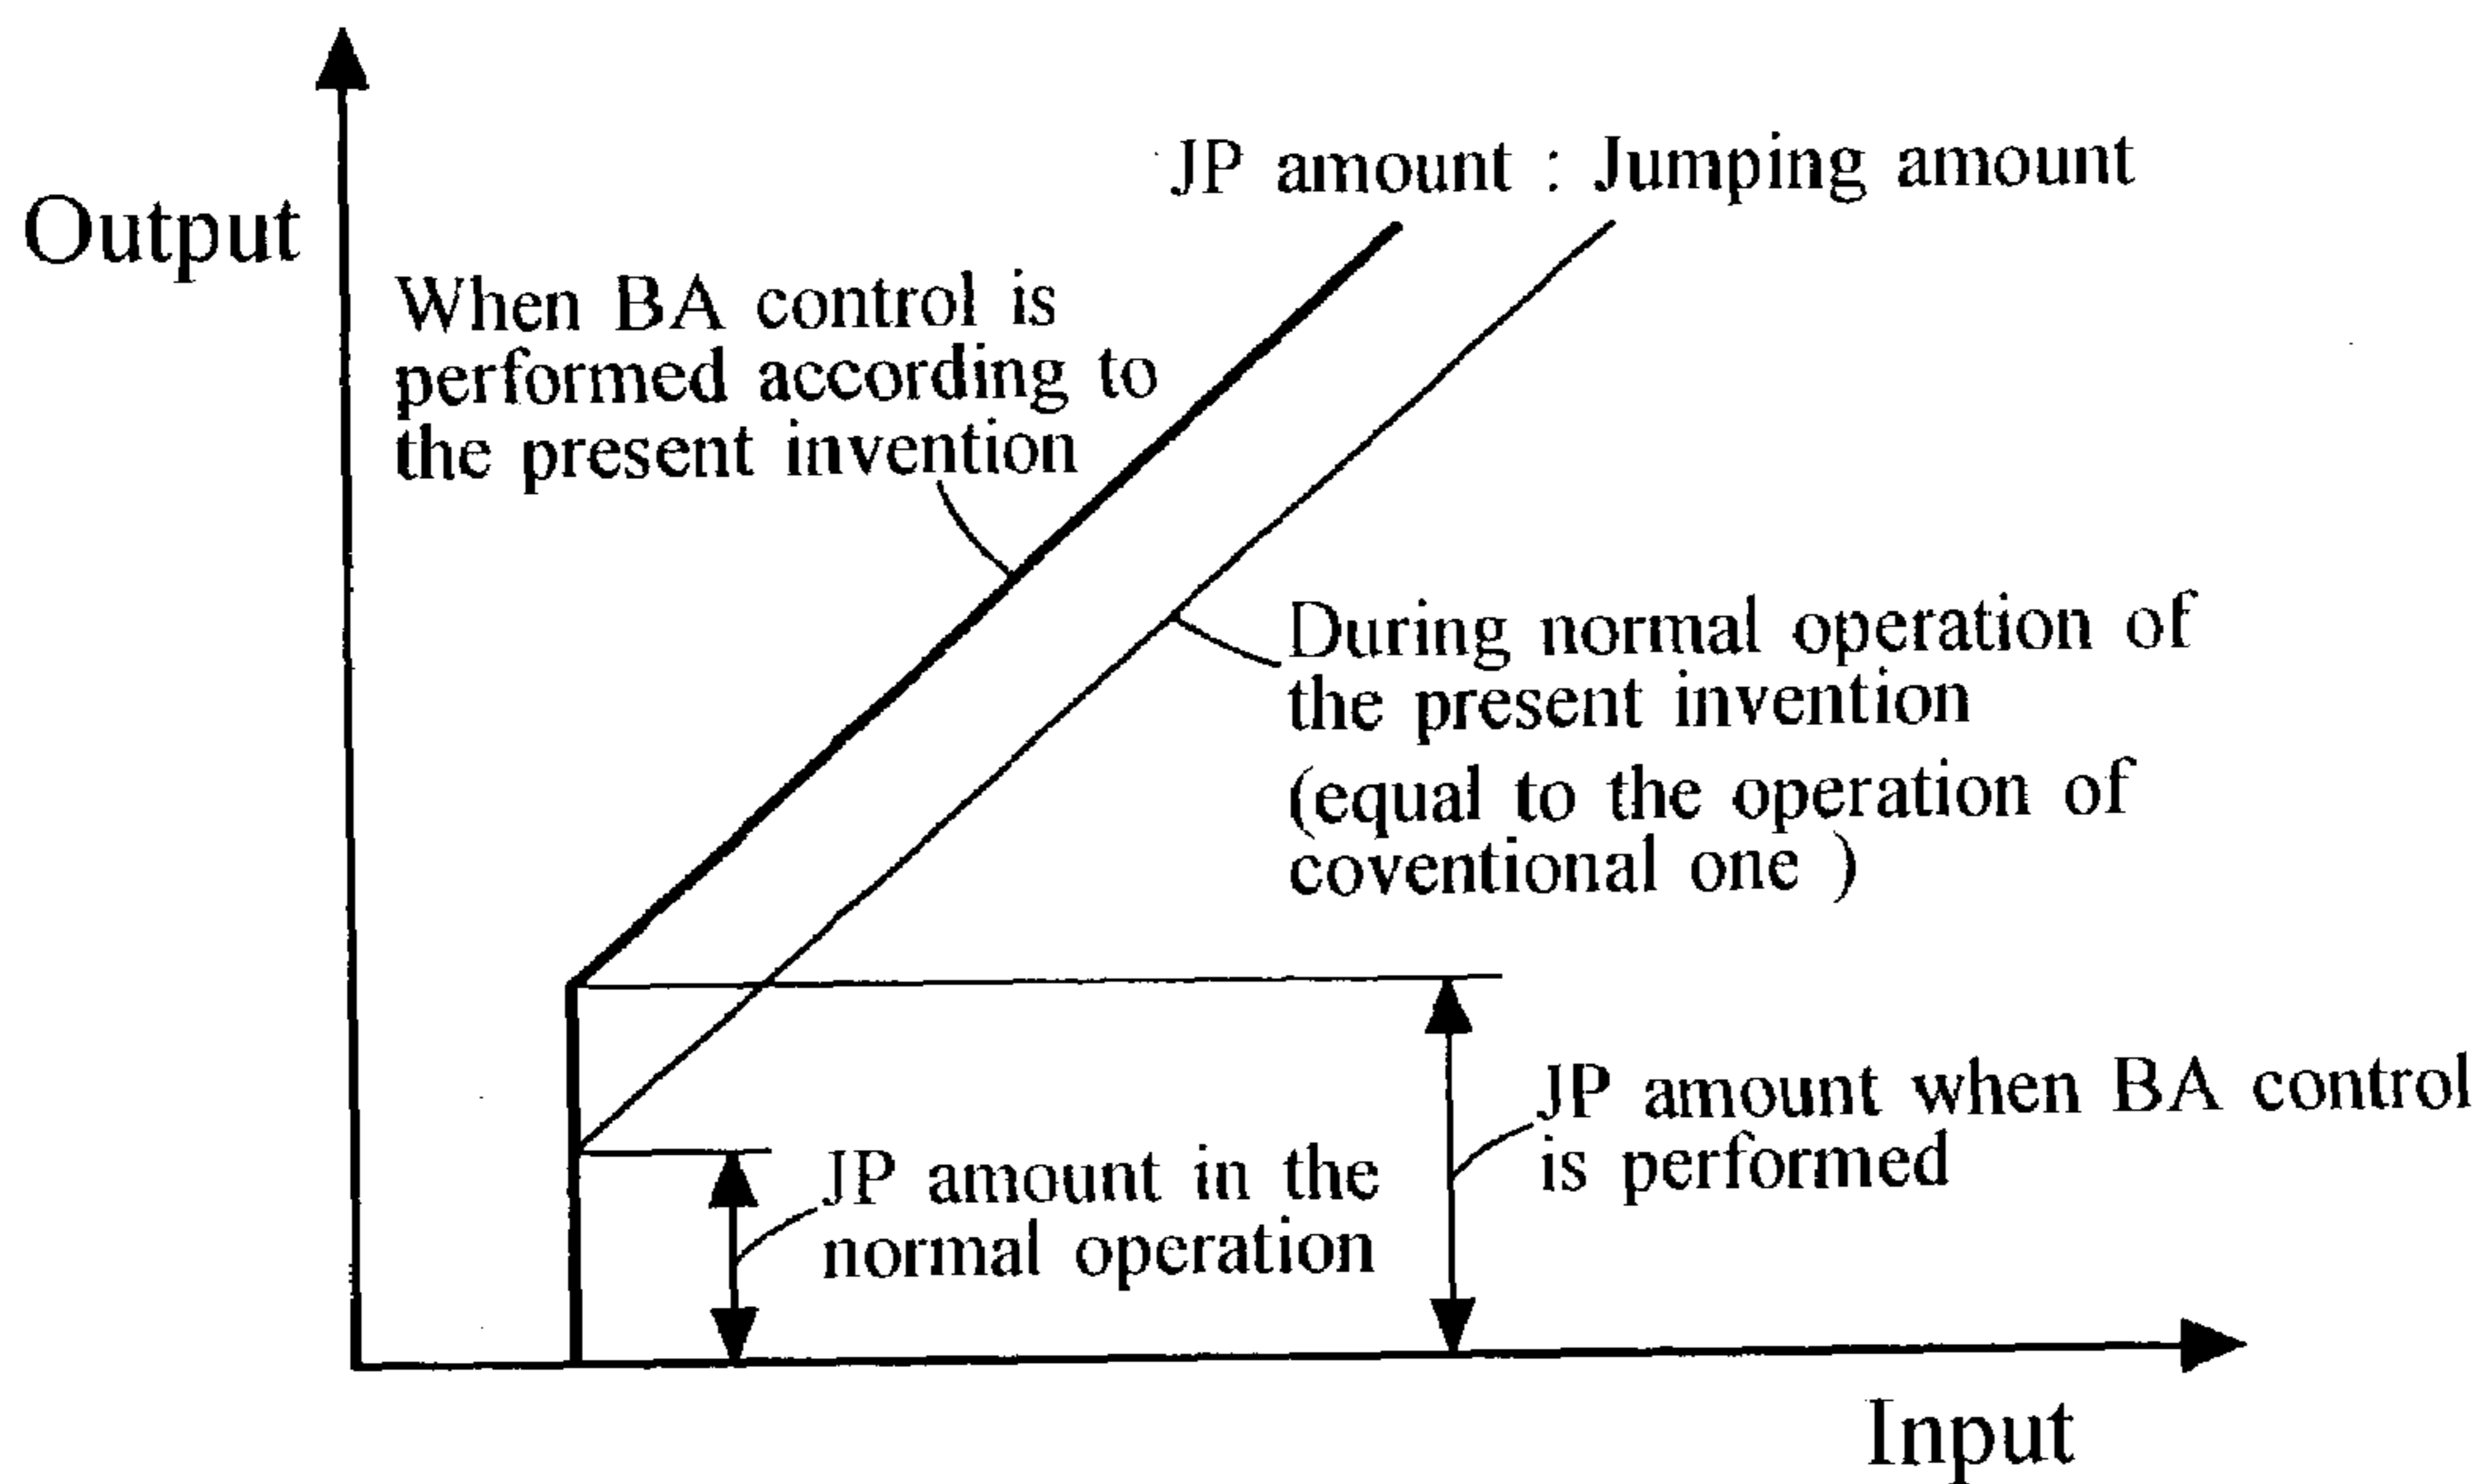 JP amount : Jumping amount
Output
When BA control is
performed according to
the present invention
During normal operation of
the present invention
(equal to the operation of
coventional one )
JP amount when BA control
is performed
JP amount in the
normal operation
Input